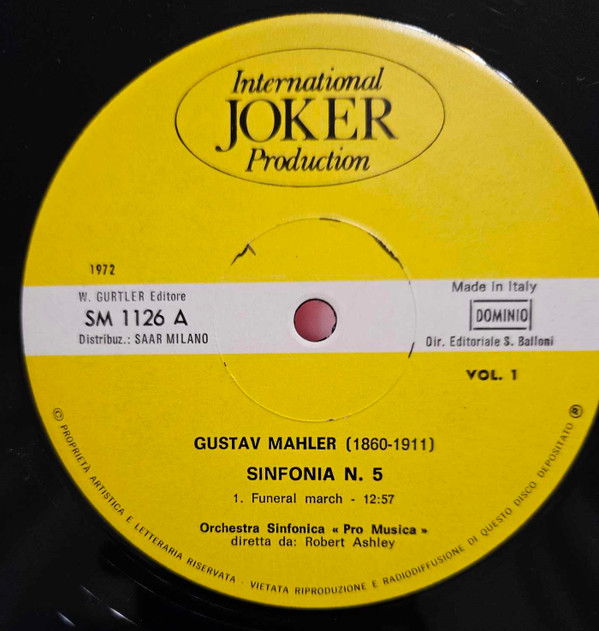 International
JOKER
Production
1972
W. GURTLER Editore
SM 1126 A
Distribuz.: SAAR MILANO
Made in Italy
DOMINIO
Dir. Editoriale S. Balloni
VOL. 1
GUSTAV MAHLER (1860-1911)
SINFONIA N. 5
1. Funeral march - 12:57
Orchestra Sinfonica « Pro Musica »
diretta da: Robert Ashley
© PROPRIETÀ ARTISTICA E LETTERARIA RISERVATA - VIETATA RIPRODUZIONE E RADIODIFFUSIONE DI QUESTO DISCO DEPOSITATO ®